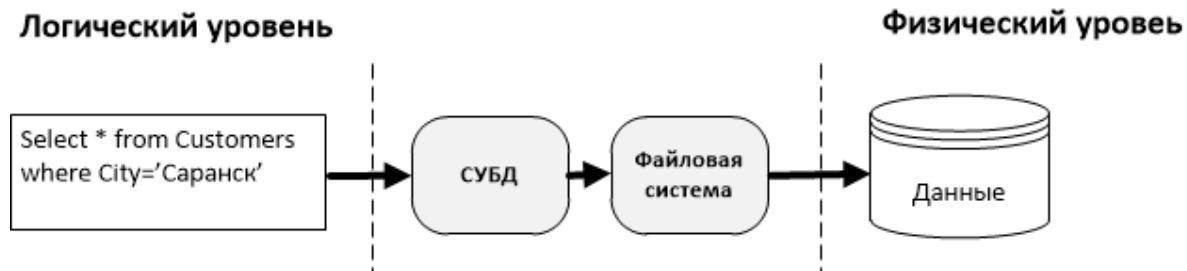 Логический уровень
Физический уровеь
Select * from Customers
where City=’Саранск’
СУБД
Файловая
система
Данные